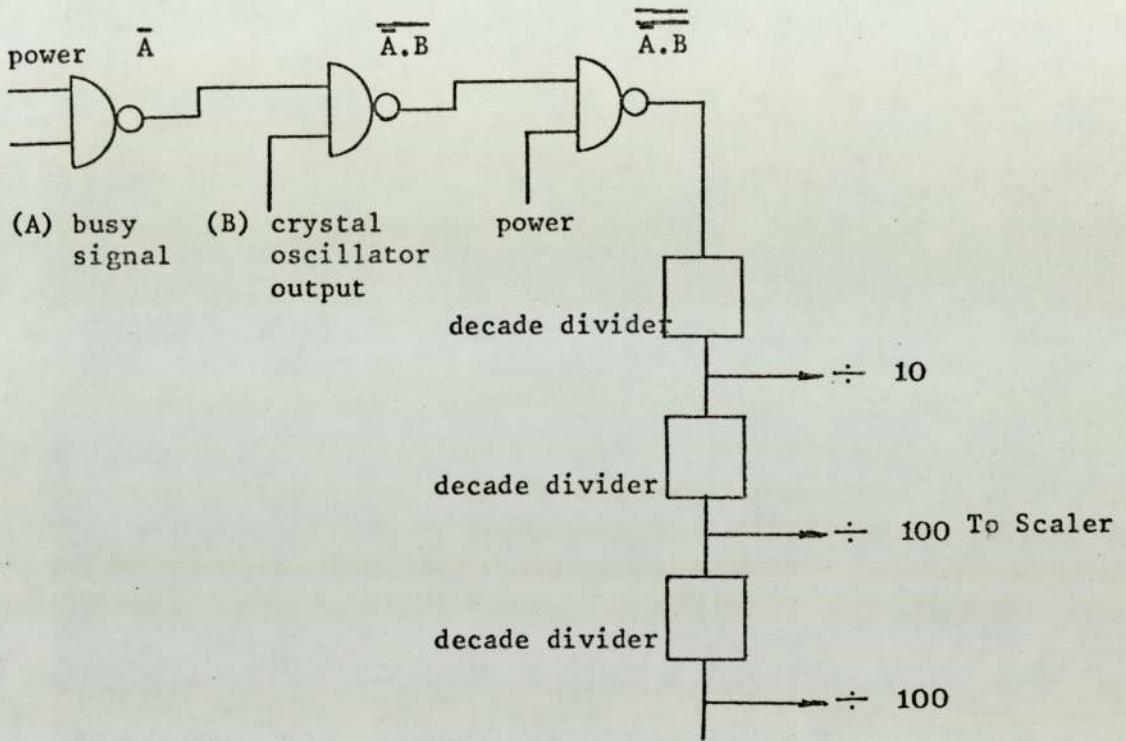 power
A̅
A̅.B̅
A̿.B̿
(A) busy
signal
(B) crystal
oscillator
output
power
decade divider
÷ 10
decade divider
÷ 100 To Scaler
decade divider
÷ 100